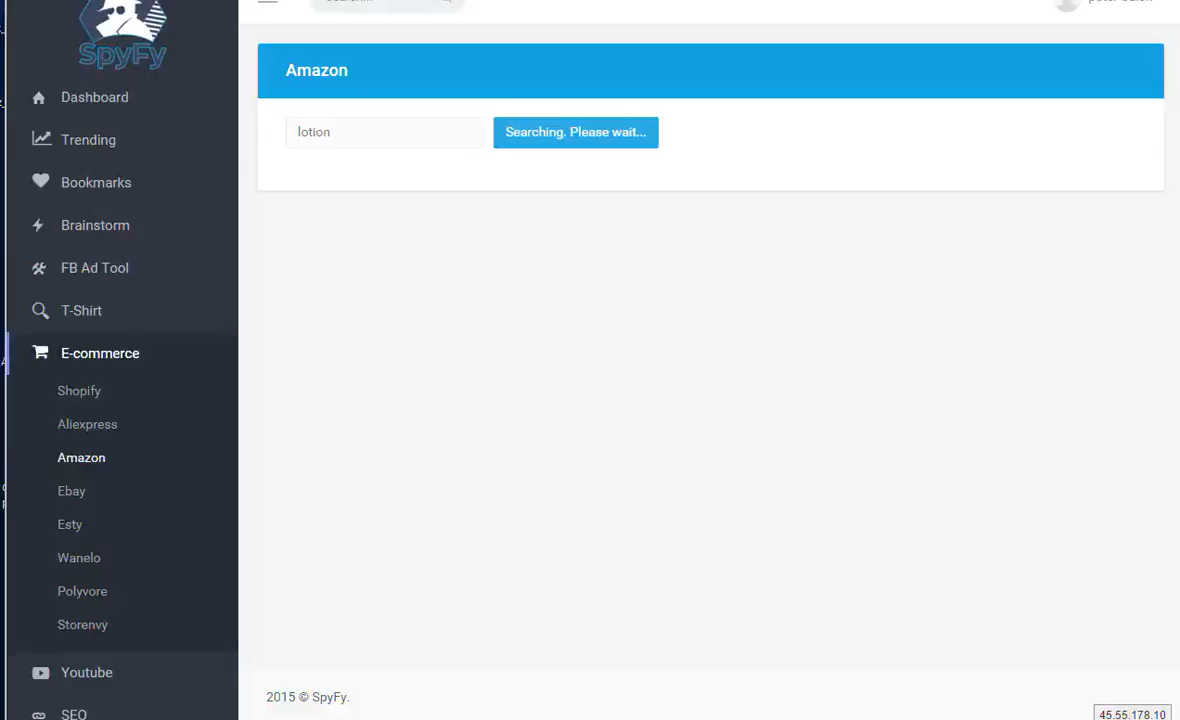 SpyFy
Dashboard
Trending
Bookmarks
Brainstorm
FB Ad Tool
T-Shirt
E-commerce
Shopify
Aliexpress
Amazon
Ebay
Esty
Wanelo
Polyvore
Storenvy
Youtube
SEO
Amazon
lotion
Searching. Please wait...
2015 © SpyFy.
45.55.178.10